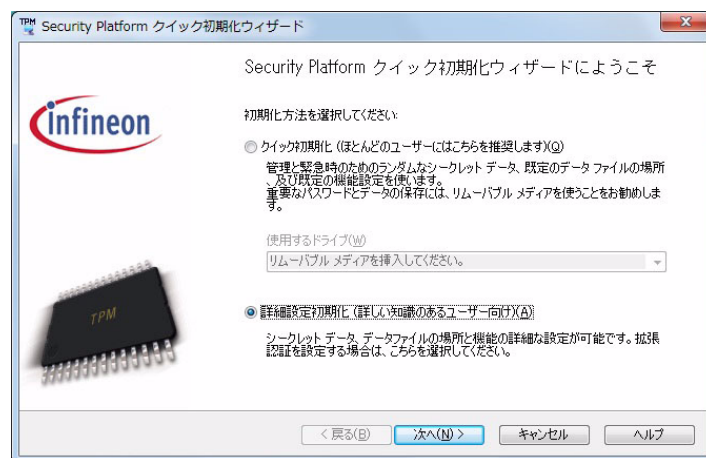 TPM Security Platform クイック初期化ウィザード
Security Platform クイック初期化ウィザードにようこそ
infineon
初期化方法を選択してください:
クイック初期化 (ほとんどのユーザーにはこちらを推奨します)(Q)
管理と緊急時のためのランダムなシークレット データ、既定のデータ ファイルの場所
、及び既定の機能設定を使います。
重要なパスワードとデータの保存には、リムーバブル メディアを使うことをお勧めしま
す。
使用するドライブ(W)
リムーバブル メディアを挿入してください。
TPM
詳細設定初期化 (詳しい知識のあるユーザー向け)(A)
シークレット データ、データファイルの場所と機能の詳細な設定が可能です。拡張
認証を設定する場合は、こちらを選択してください。
< 戻る(B)
次へ(N) >
キャンセル
ヘルプ